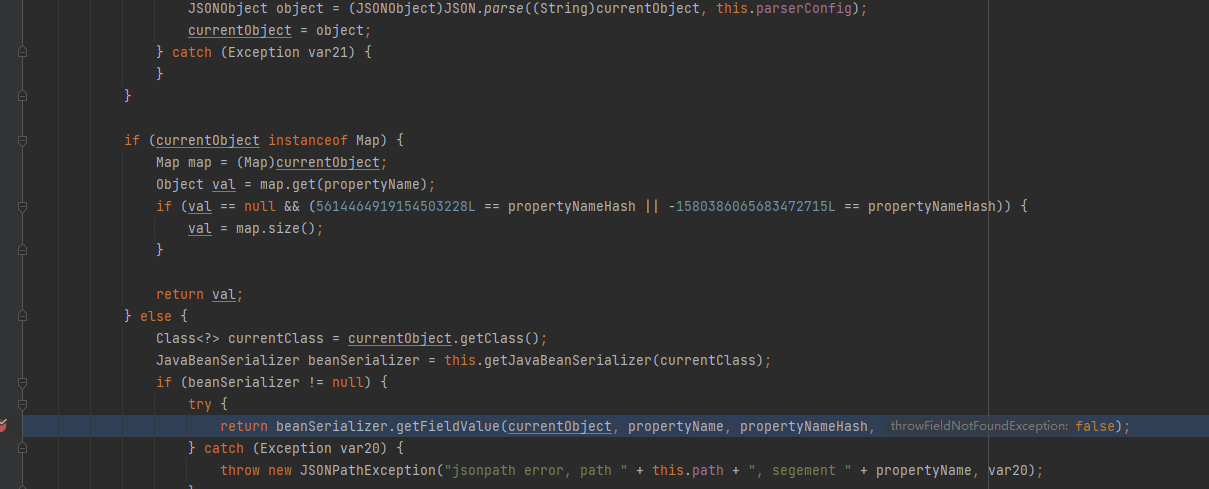 JSONObject object = (JSONObject)JSON.parse((String)currentObject, this.parserConfig);
currentObject = object;
} catch (Exception var21) {
}
}
if (currentObject instanceof Map) {
Map map = (Map)currentObject;
Object val = map.get(propertyName);
if (val == null && (5614464919154503228L == propertyNameHash || -1580386065683472715L == propertyNameHash)) {
val = map.size();
}
return val;
} else {
Class<?> currentClass = currentObject.getClass();
JavaBeanSerializer beanSerializer = this.getJavaBeanSerializer(currentClass);
if (beanSerializer != null) {
try {
return beanSerializer.getFieldValue(currentObject, propertyName, propertyNameHash, throwFieldNotFoundException: false);
} catch (Exception var20) {
throw new JSONPathException("jsonpath error, path " + this.path + ", segement " + propertyName, var20);